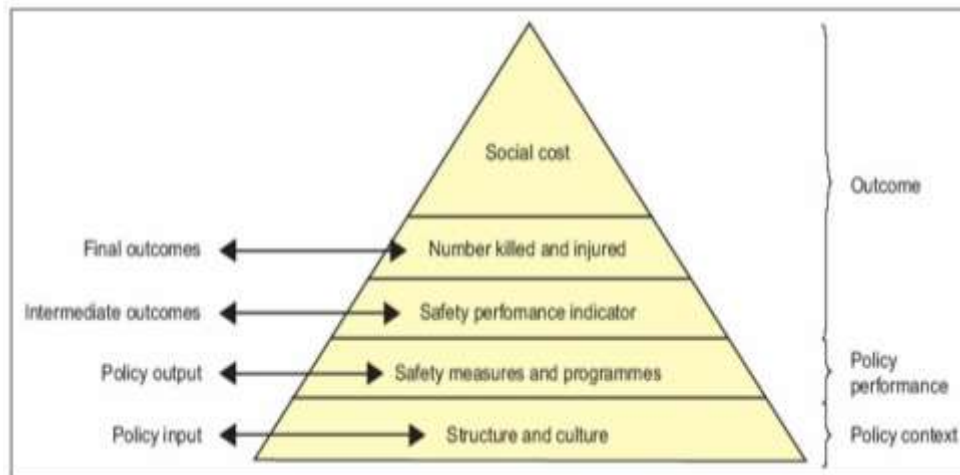 Social cost
Outcome
Final outcomes
Number killed and injured
Intermediate outcomes
Safety perfomance indicator
Policy output
Safety measures and programmes
Policy
performance
Policy input
Structure and culture
Policy context